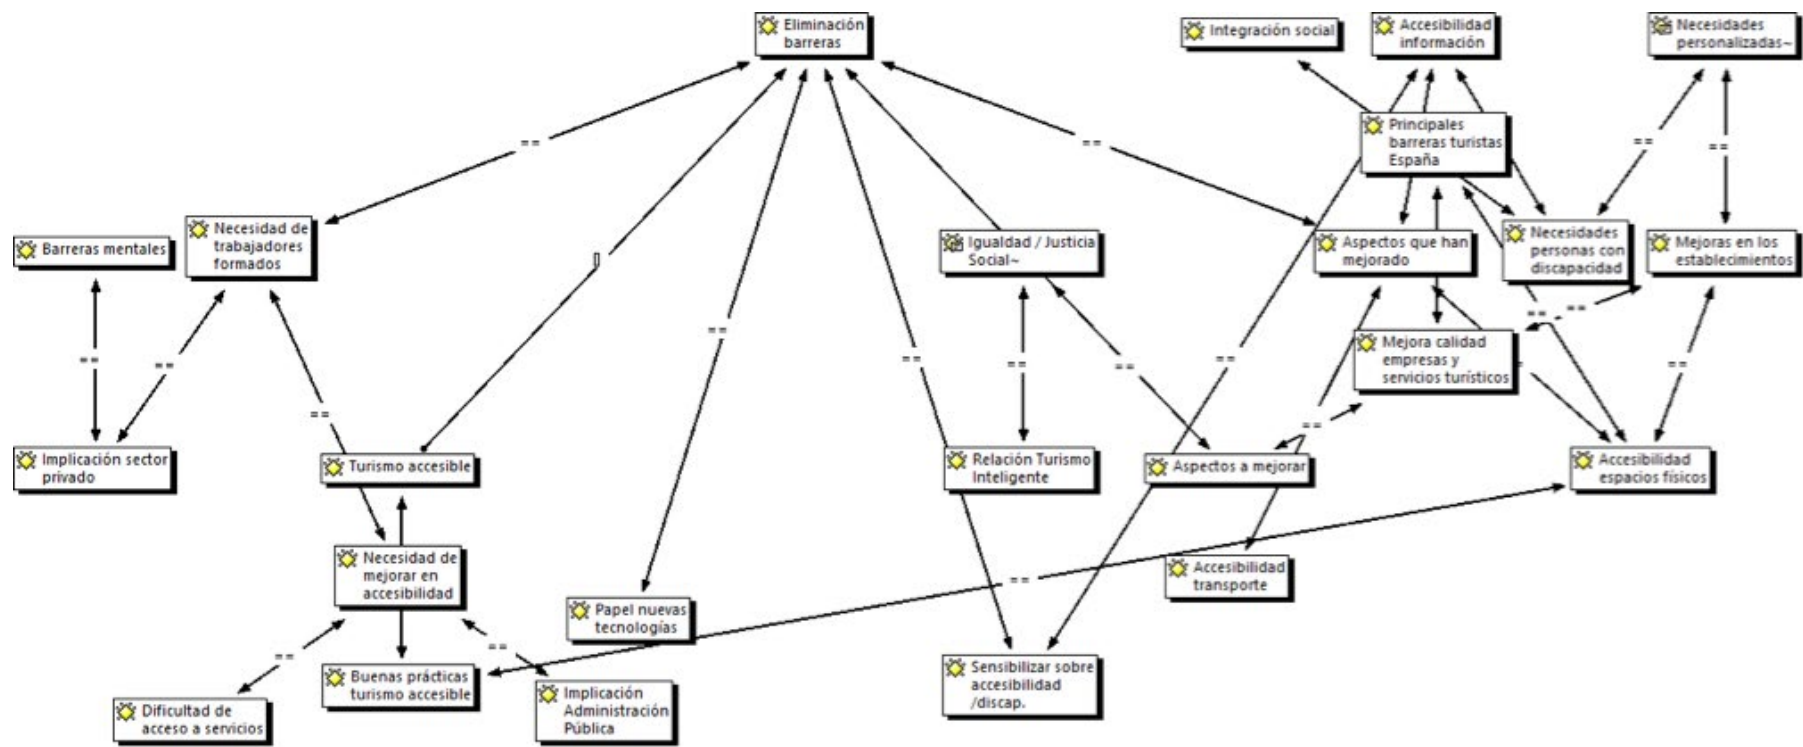 Eliminación
barreras
Integración social
Accesibilidad
información
Necesidades
personalizadas~
Principales
barreras turistas
España
==
==
==
==
Necesidad de
trabajadores
formados
Barreras mentales
Igualdad / Justicia
Social~
Aspectos que han
mejorado
Necesidades
personas con
discapacidad
Mejoras en los
establecimientos
==
==
==
Mejora calidad
empresas y
servicios turísticos
==
==
==
==
==
==
==
==
==
==
Implicación sector
privado
Turismo accesible
Relación Turismo
Inteligente
Aspectos a mejorar
Accesibilidad
espacios físicos
Necesidad de
mejorar en
accesibilidad
Accesibilidad
transporte
==
Papel nuevas
tecnologías
==
==
Buenas prácticas
turismo accesible
Sensibilizar sobre
accesibilidad
/discap.
Implicación
Administración
Pública
Dificultad de
acceso a servicios